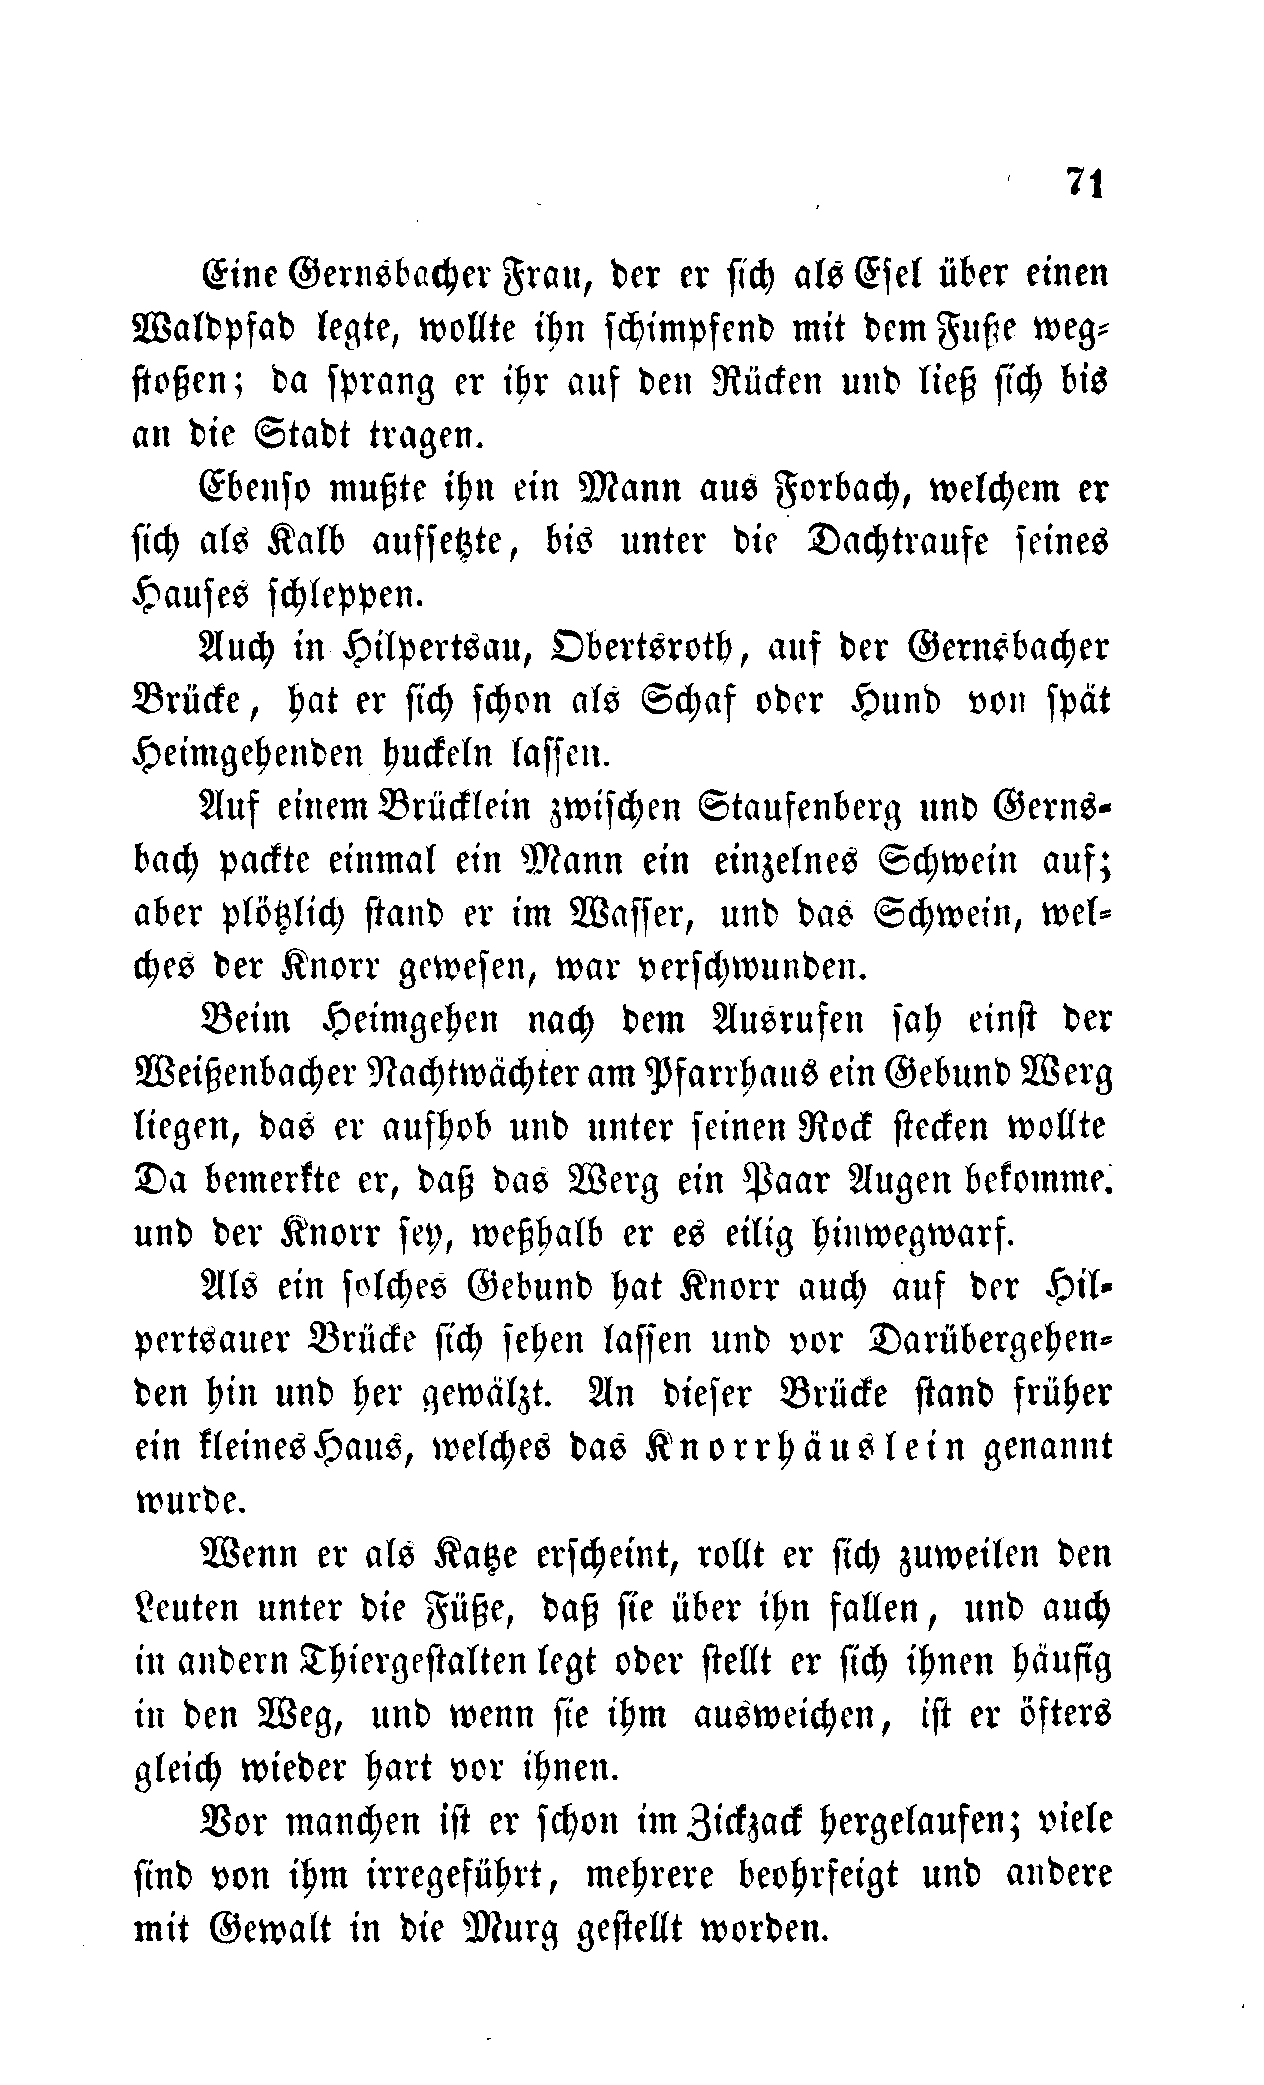 71
Eine Gernsbacher Frau, der er sich als Esel über einen
Waldpfad legte, wollte ihn schimpfend mit dem Fuße weg-
stoßen; da sprang er ihr auf den Rücken und ließ sich bis
an die Stadt tragen.
Ebenso mußte ihn ein Mann aus Forbach, welchem er
sich als Kalb aufsetzte, bis unter die Dachtraufe seines
Hauses schleppen.
Auch in Hilpertsau, Obertsroth, auf der Gernsbacher
Brücke, hat er sich schon als Schaf oder Hund von spät
Heimgehenden huckeln lassen.
Auf einem Brücklein zwischen Staufenberg und Gerns-
bach packte einmal ein Mann ein einzelnes Schwein auf;
aber plötzlich stand er im Wasser, und das Schwein, wel-
ches der Knorr gewesen, war verschwunden.
Beim Heimgehen nach dem Ausrufen sah einst der
Weißenbacher Nachtwächter am Pfarrhaus ein Gebund Werg
liegen, das er aufhob und unter seinen Rock stecken wollte
Da bemerkte er, daß das Werg ein Paar Augen bekomme.
und der Knorr sey, weßhalb er es eilig hinwegwarf.
Als ein solches Gebund hat Knorr auch auf der Hil-
pertsauer Brücke sich sehen lassen und vor Darübergehen-
den hin und her gewälzt. An dieser Brücke stand früher
ein kleines Haus, welches das Knorrhäuslein genannt
wurde.
Wenn er als Katze erscheint, rollt er sich zuweilen den
Leuten unter die Füße, daß sie über ihn fallen, und auch
in andern Thiergestalten legt oder stellt er sich ihnen häufig
in den Weg, und wenn sie ihm ausweichen, ist er öfters
gleich wieder hart vor ihnen.
Vor manchen ist er schon im Zickzack hergelaufen; viele
sind von ihm irregeführt, mehrere beohrfeigt und andere
mit Gewalt in die Murg gestellt worden.